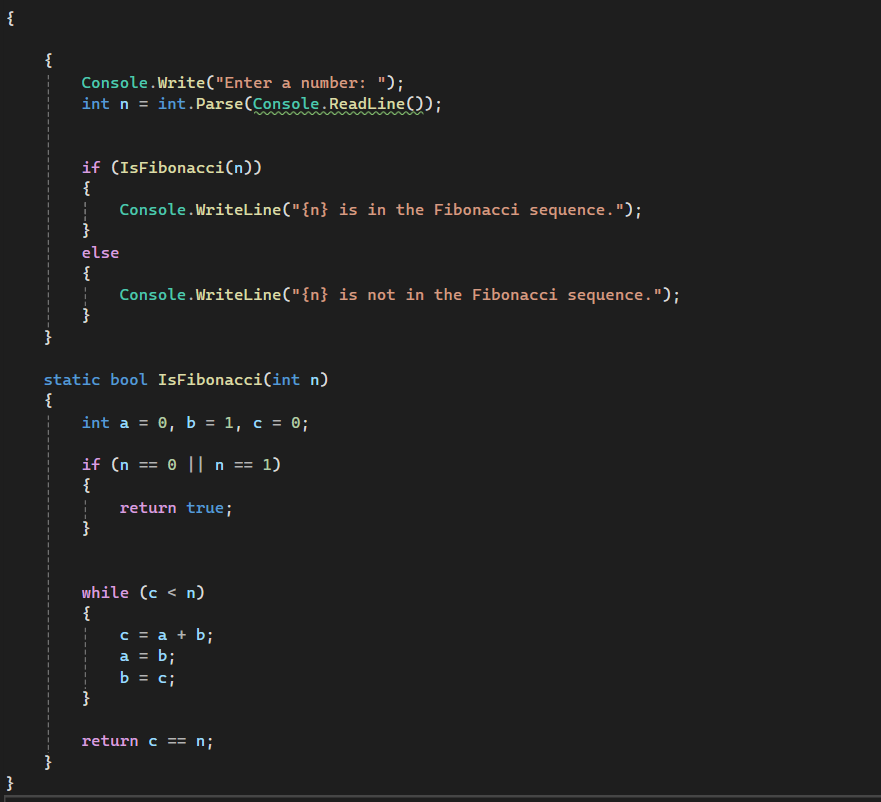 {
{
Console.Write("Enter a number: ");
int n = int.Parse(Console.ReadLine());
if (IsFibonacci(n))
{
Console.WriteLine("{n} is in the Fibonacci sequence.");
}
else
{
Console.WriteLine("{n} is not in the Fibonacci sequence.");
}
}
static bool IsFibonacci(int n)
{
int a = 0, b = 1, c = 0;
if (n == 0 || n == 1)
{
return true;
}
while (c < n)
{
c = a + b;
a = b;
b = c;
}
return c == n;
}
}